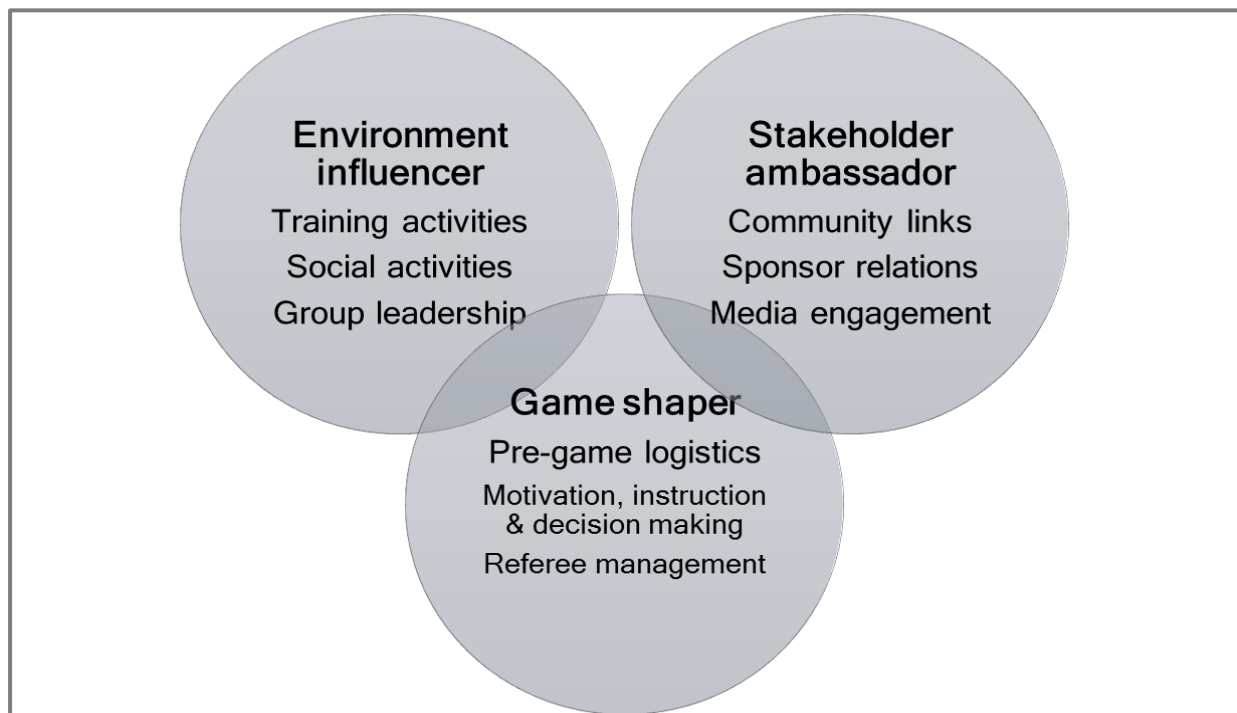 Environment
influencer
Training activities
Social activities
Group leadership
Stakeholder
ambassador
Community links
Sponsor relations
Media engagement
Game shaper
Pre-game logistics
Motivation, instruction
& decision making
Referee management